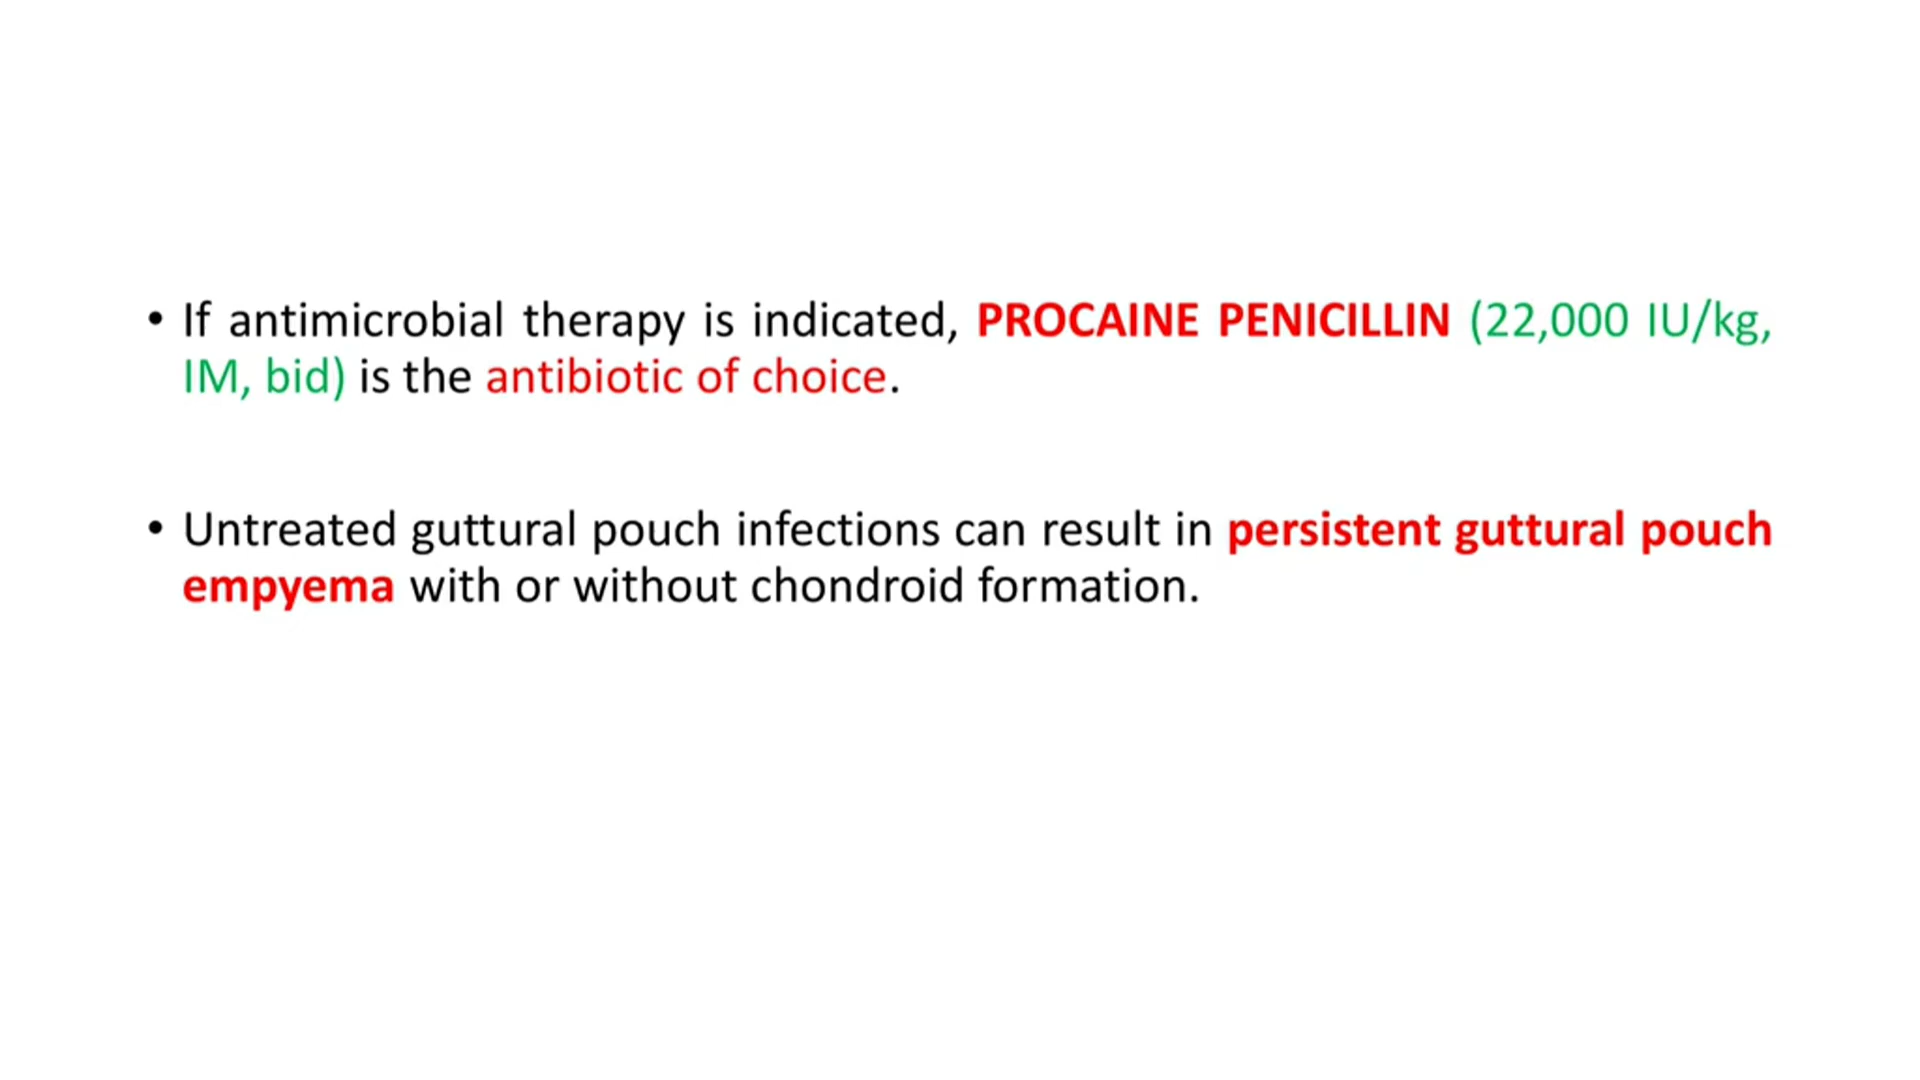 • If antimicrobial therapy is indicated, PROCAINE PENICILLIN (22,000 IU/kg,
IM, bid) is the antibiotic of choice.
• Untreated guttural pouch infections can result in persistent guttural pouch
empyema with or without chondroid formation.